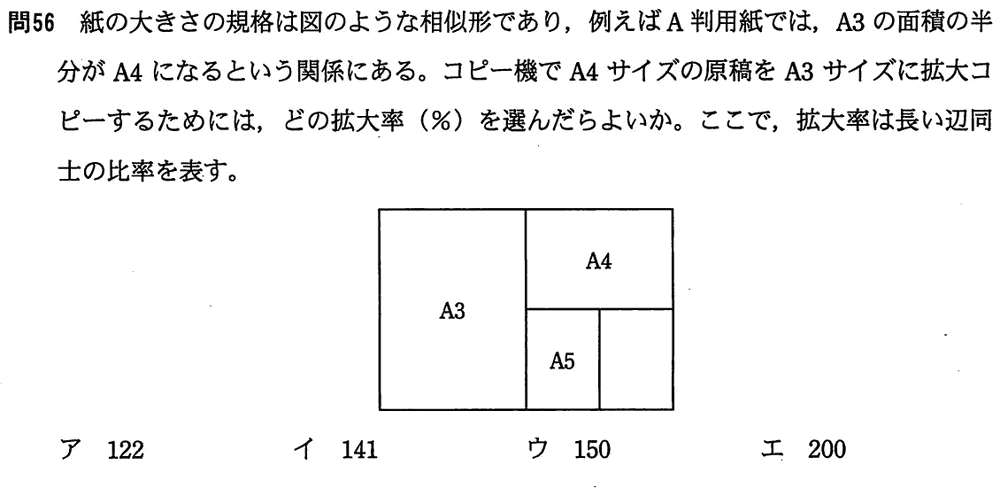 問56 紙の大きさの規格は図のような相似形であり，例えばA判用紙では，A3の面積の半
分がA4になるという関係にある。コピー機でA4サイズの原稿をA3サイズに拡大コ
ピーするためには，どの拡大率（％）を選んだらよいか。ここで，拡大率は長い辺同
士の比率を表す。
A4
A3
A5
ア 122 イ 141 ウ 150 エ 200